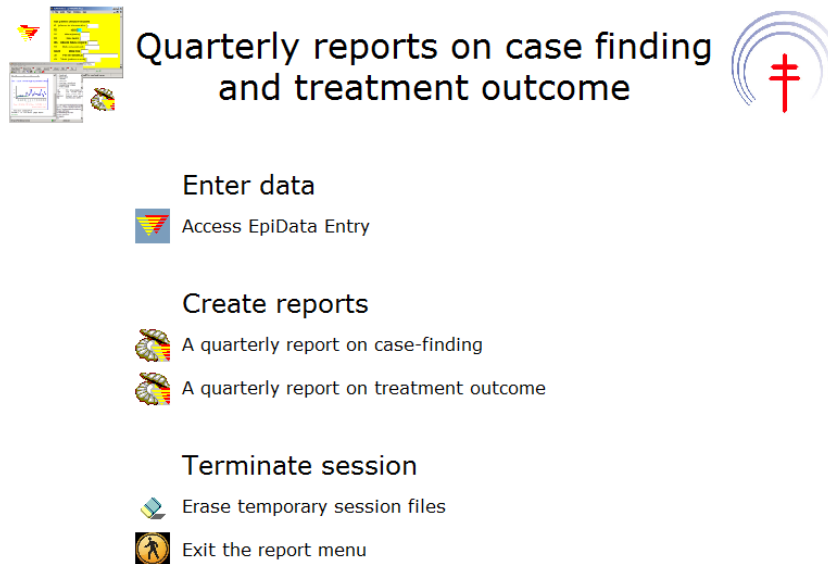 Quarterly reports on case finding
and treatment outcome
Enter data
Access EpiData Entry
Create reports
A quarterly report on case-finding
A quarterly report on treatment outcome
Terminate session
Erase temporary session files
Exit the report menu